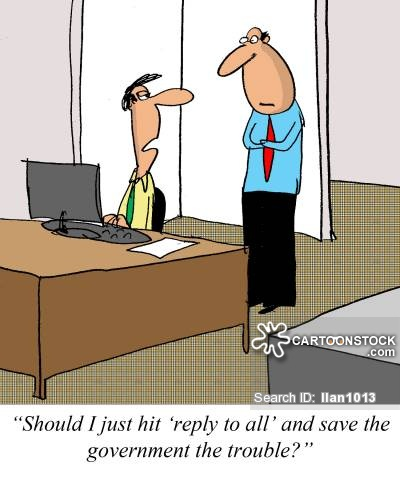 CARTOONSTOCK
.com
Search ID: llan1013
“Should I just hit ‘reply to all’ and save the
government the trouble?”